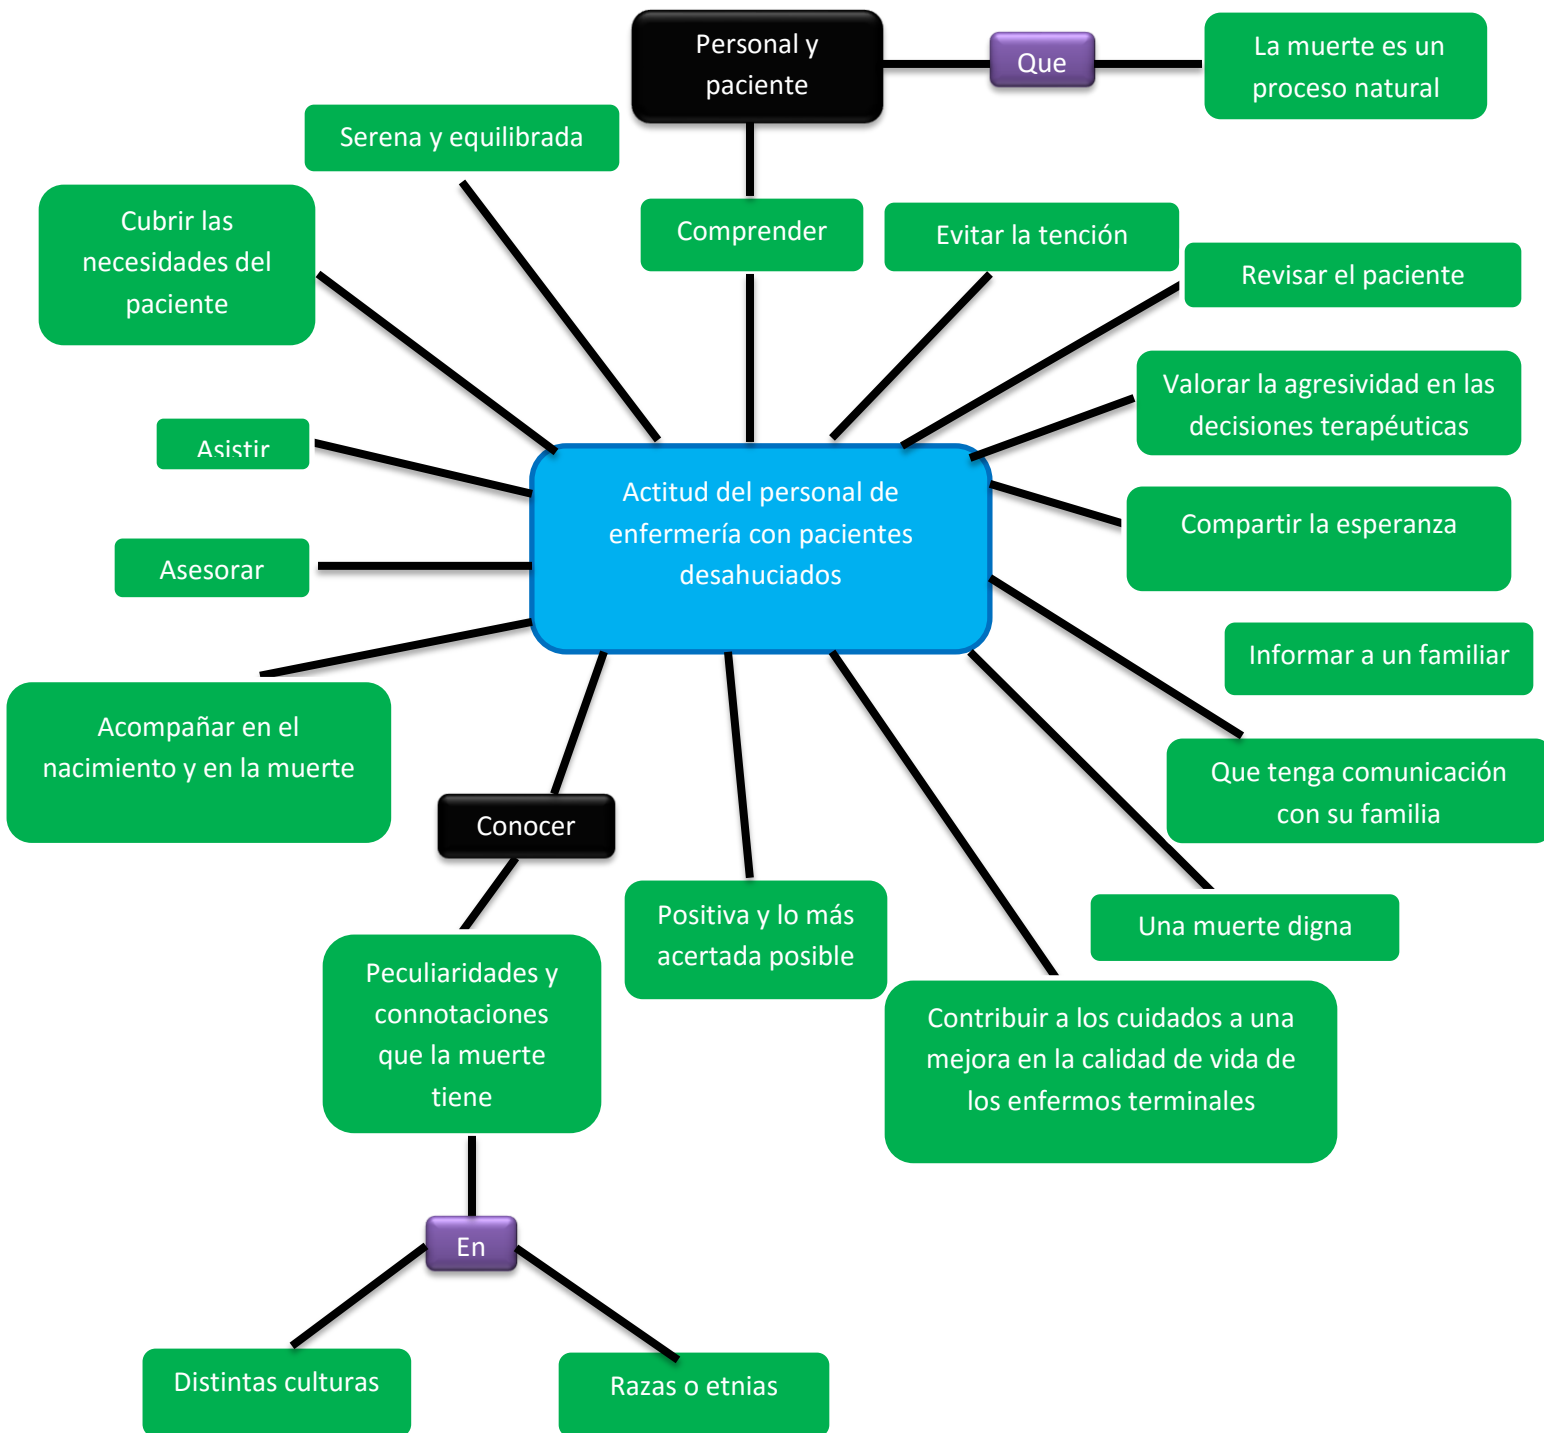 Personal y
paciente
Que
La muerte es un
proceso natural
Serena y equilibrada
Cubrir las
necesidades del
paciente
Comprender
Evitar la tención
Revisar el paciente
Valorar la agresividad en las
decisiones terapéuticas
Asistir
Actitud del personal de
enfermería con pacientes
desahuciados
Compartir la esperanza
Asesorar
Informar a un familiar
Acompañar en el
nacimiento y en la muerte
Que tenga comunicación
con su familia
Conocer
Positiva y lo más
acertada posible
Una muerte digna
Peculiaridades y
connotaciones
que la muerte
tiene
Contribuir a los cuidados a una
mejora en la calidad de vida de
los enfermos terminales
En
Distintas culturas
Razas o etnias